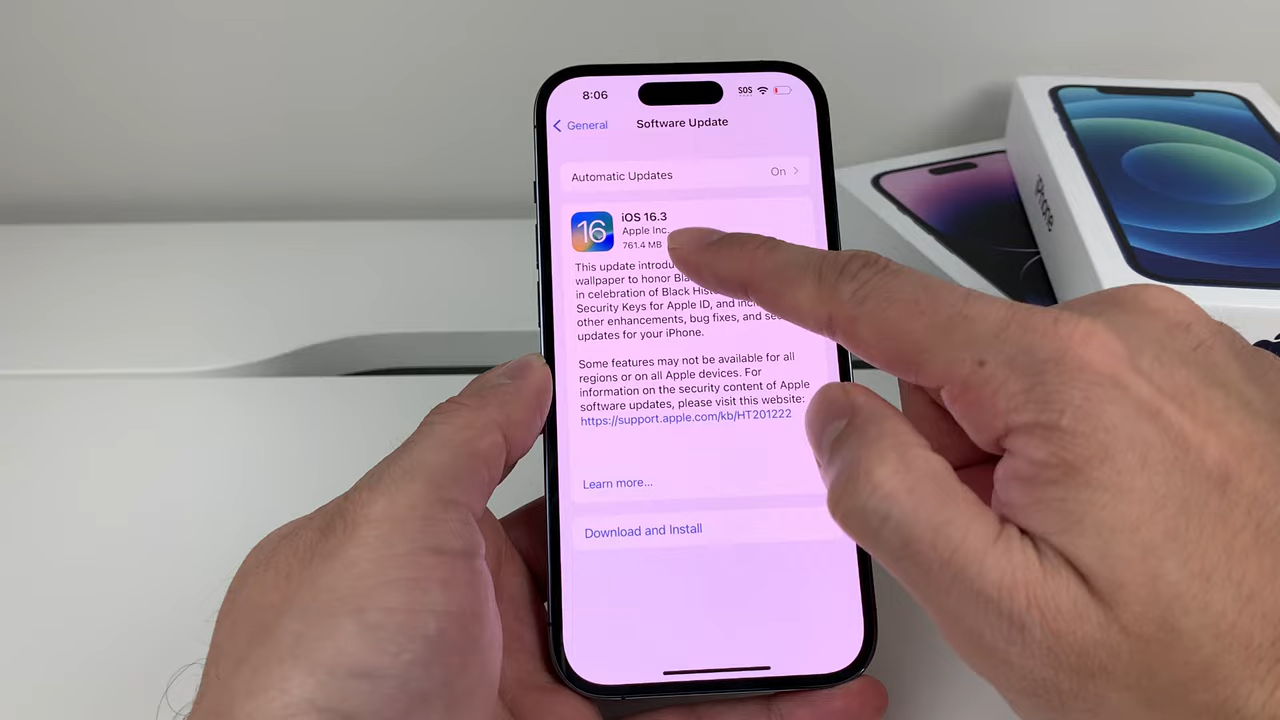 8:06
SOS
General
Software Update
Automatic Updates
On
16
iOS 16.3
Apple Inc.
761.4 MB
This update introdu
wallpaper to honor Bla
in celebration of Black Hist
Security Keys for Apple ID, and incl
other enhancements, bug fixes, and sec
updates for your iPhone.
Some features may not be available for all
regions or on all Apple devices. For
information on the security content of Apple
software updates, please visit this website:
https://support.apple.com/kb/HT201222
Learn more...
Download and Install
iPhone